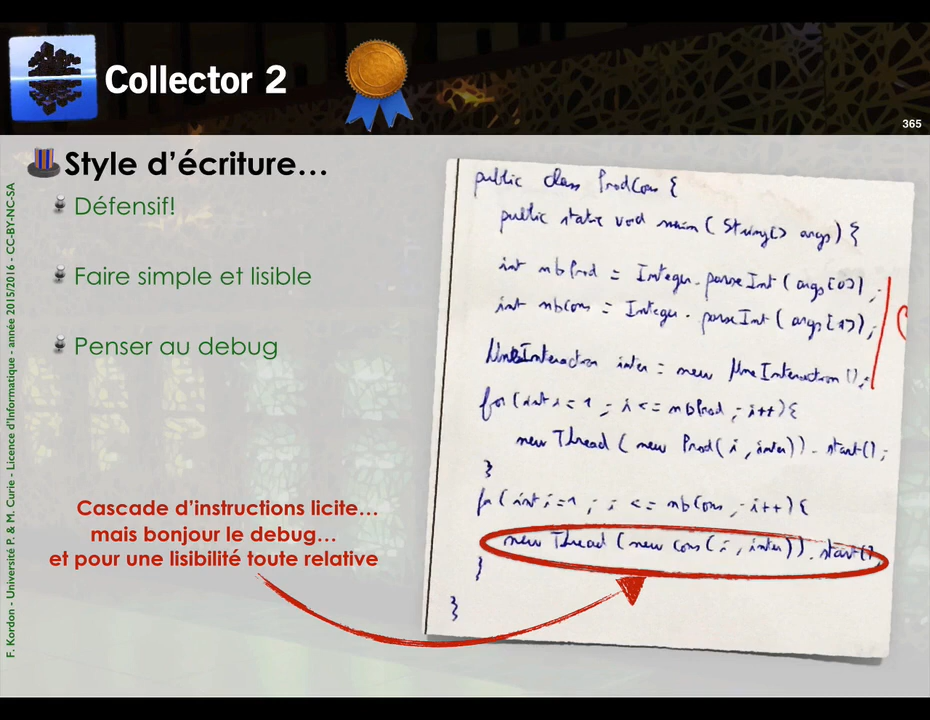 Collector 2
365
Style d'écriture…
Défensif!
Faire simple et lisible
Penser au debug
Cascade d'instructions licite…
mais bonjour le debug…
et pour une lisibilité toute relative
F. Kordon - Université P. & M. Curie - Licence d'Informatique - année 2015/2016 - CC-BY-NC-SA
public class ProdCons {
public static void main ( String[] args ) {
int nbProd = Integer.parseInt ( args [0] ) ;
int nbCons = Integer.parseInt ( args [1] ) ;
UneInteraction inter = new UneInteraction () ;
for ( int i = 1 ; i <= nbProd ; i++ ) {
new Thread ( new Prod ( i , inter ) ) . start () ;
}
for ( int i = 1 ; i <= nbCons ; i++ ) {
new Thread ( new Cons ( i , inter ) ) . start () ;
}
}